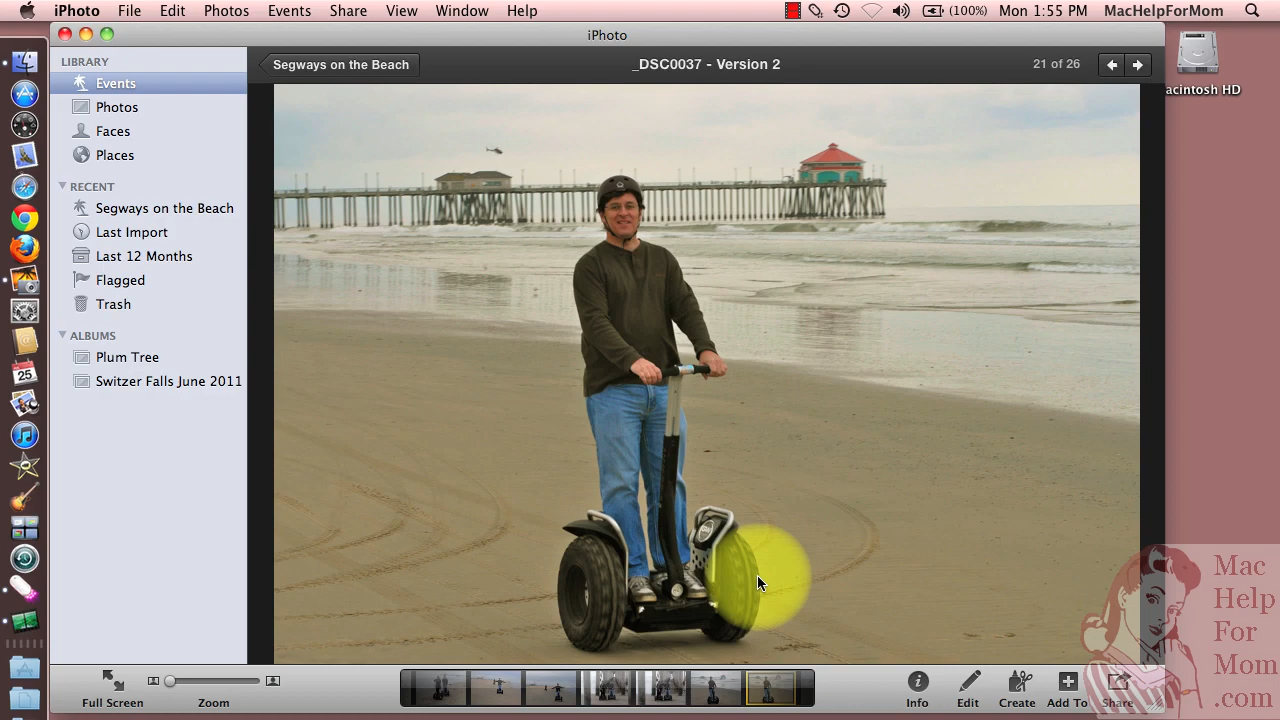 iPhoto File Edit Photos Events Share View Window Help (100%) Mon 1:55 PM MacHelpForMom
iPhoto
LIBRARY
Events
Photos
Faces
Places
RECENT
Segways on the Beach
Last Import
Last 12 Months
Flagged
Trash
ALBUMS
Plum Tree
Switzer Falls June 2011
Segways on the Beach _DSC0037 - Version 2 21 of 26
acintosh HD
25
Full Screen Zoom Info Edit Create Add To Share
Mac
Help
For
Mom
.com